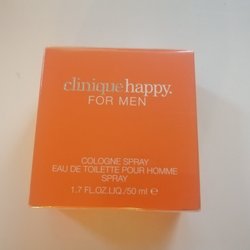 clinique happy.
FOR MEN
COLOGNE SPRAY
EAU DE TOILETTE POUR HOMME
SPRAY
1.7 FL.OZ.LIQ./50 ml ℮